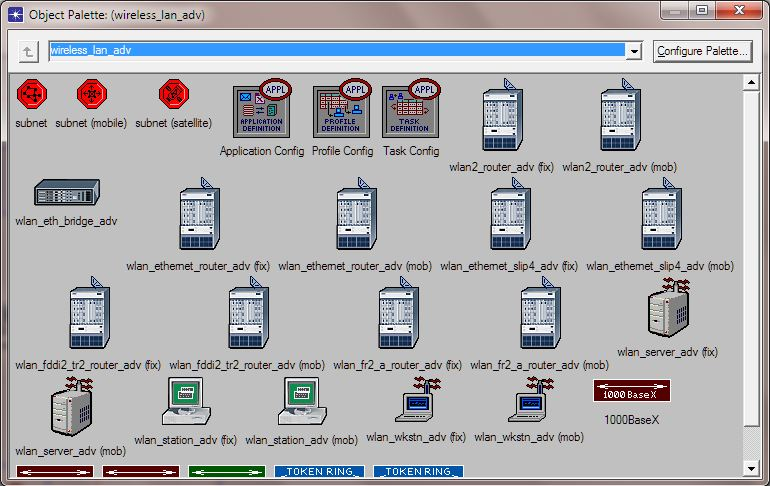 Object Palette: (wireless_lan_adv)
wireless_lan_adv
Configure Palette...
APPL APPL APPL
APPLICATION DEFINITION PROFILE DEFINITION TASK DEFINITION
subnet subnet (mobile) subnet (satellite)
Application Config Profile Config Task Config
wlan2_router_adv (fix) wlan2_router_adv (mob)
wlan_eth_bridge_adv
wlan_ethernet_router_adv (fix) wlan_ethernet_router_adv (mob) wlan_ethernet_slip4_adv (fix) wlan_ethernet_slip4_adv (mob)
wlan_server_adv (fix)
wlan_fddi2_tr2_router_adv (fix) wlan_fddi2_tr2_router_adv (mob) wlan_fr2_a_router_adv (fix) wlan_fr2_a_router_adv (mob)
1000BaseX
1000BaseX
wlan_station_adv (fix) wlan_station_adv (mob) wlan_wkstn_adv (fix) wlan_wkstn_adv (mob)
wlan_server_adv (mob)
TOKEN RING TOKEN RING